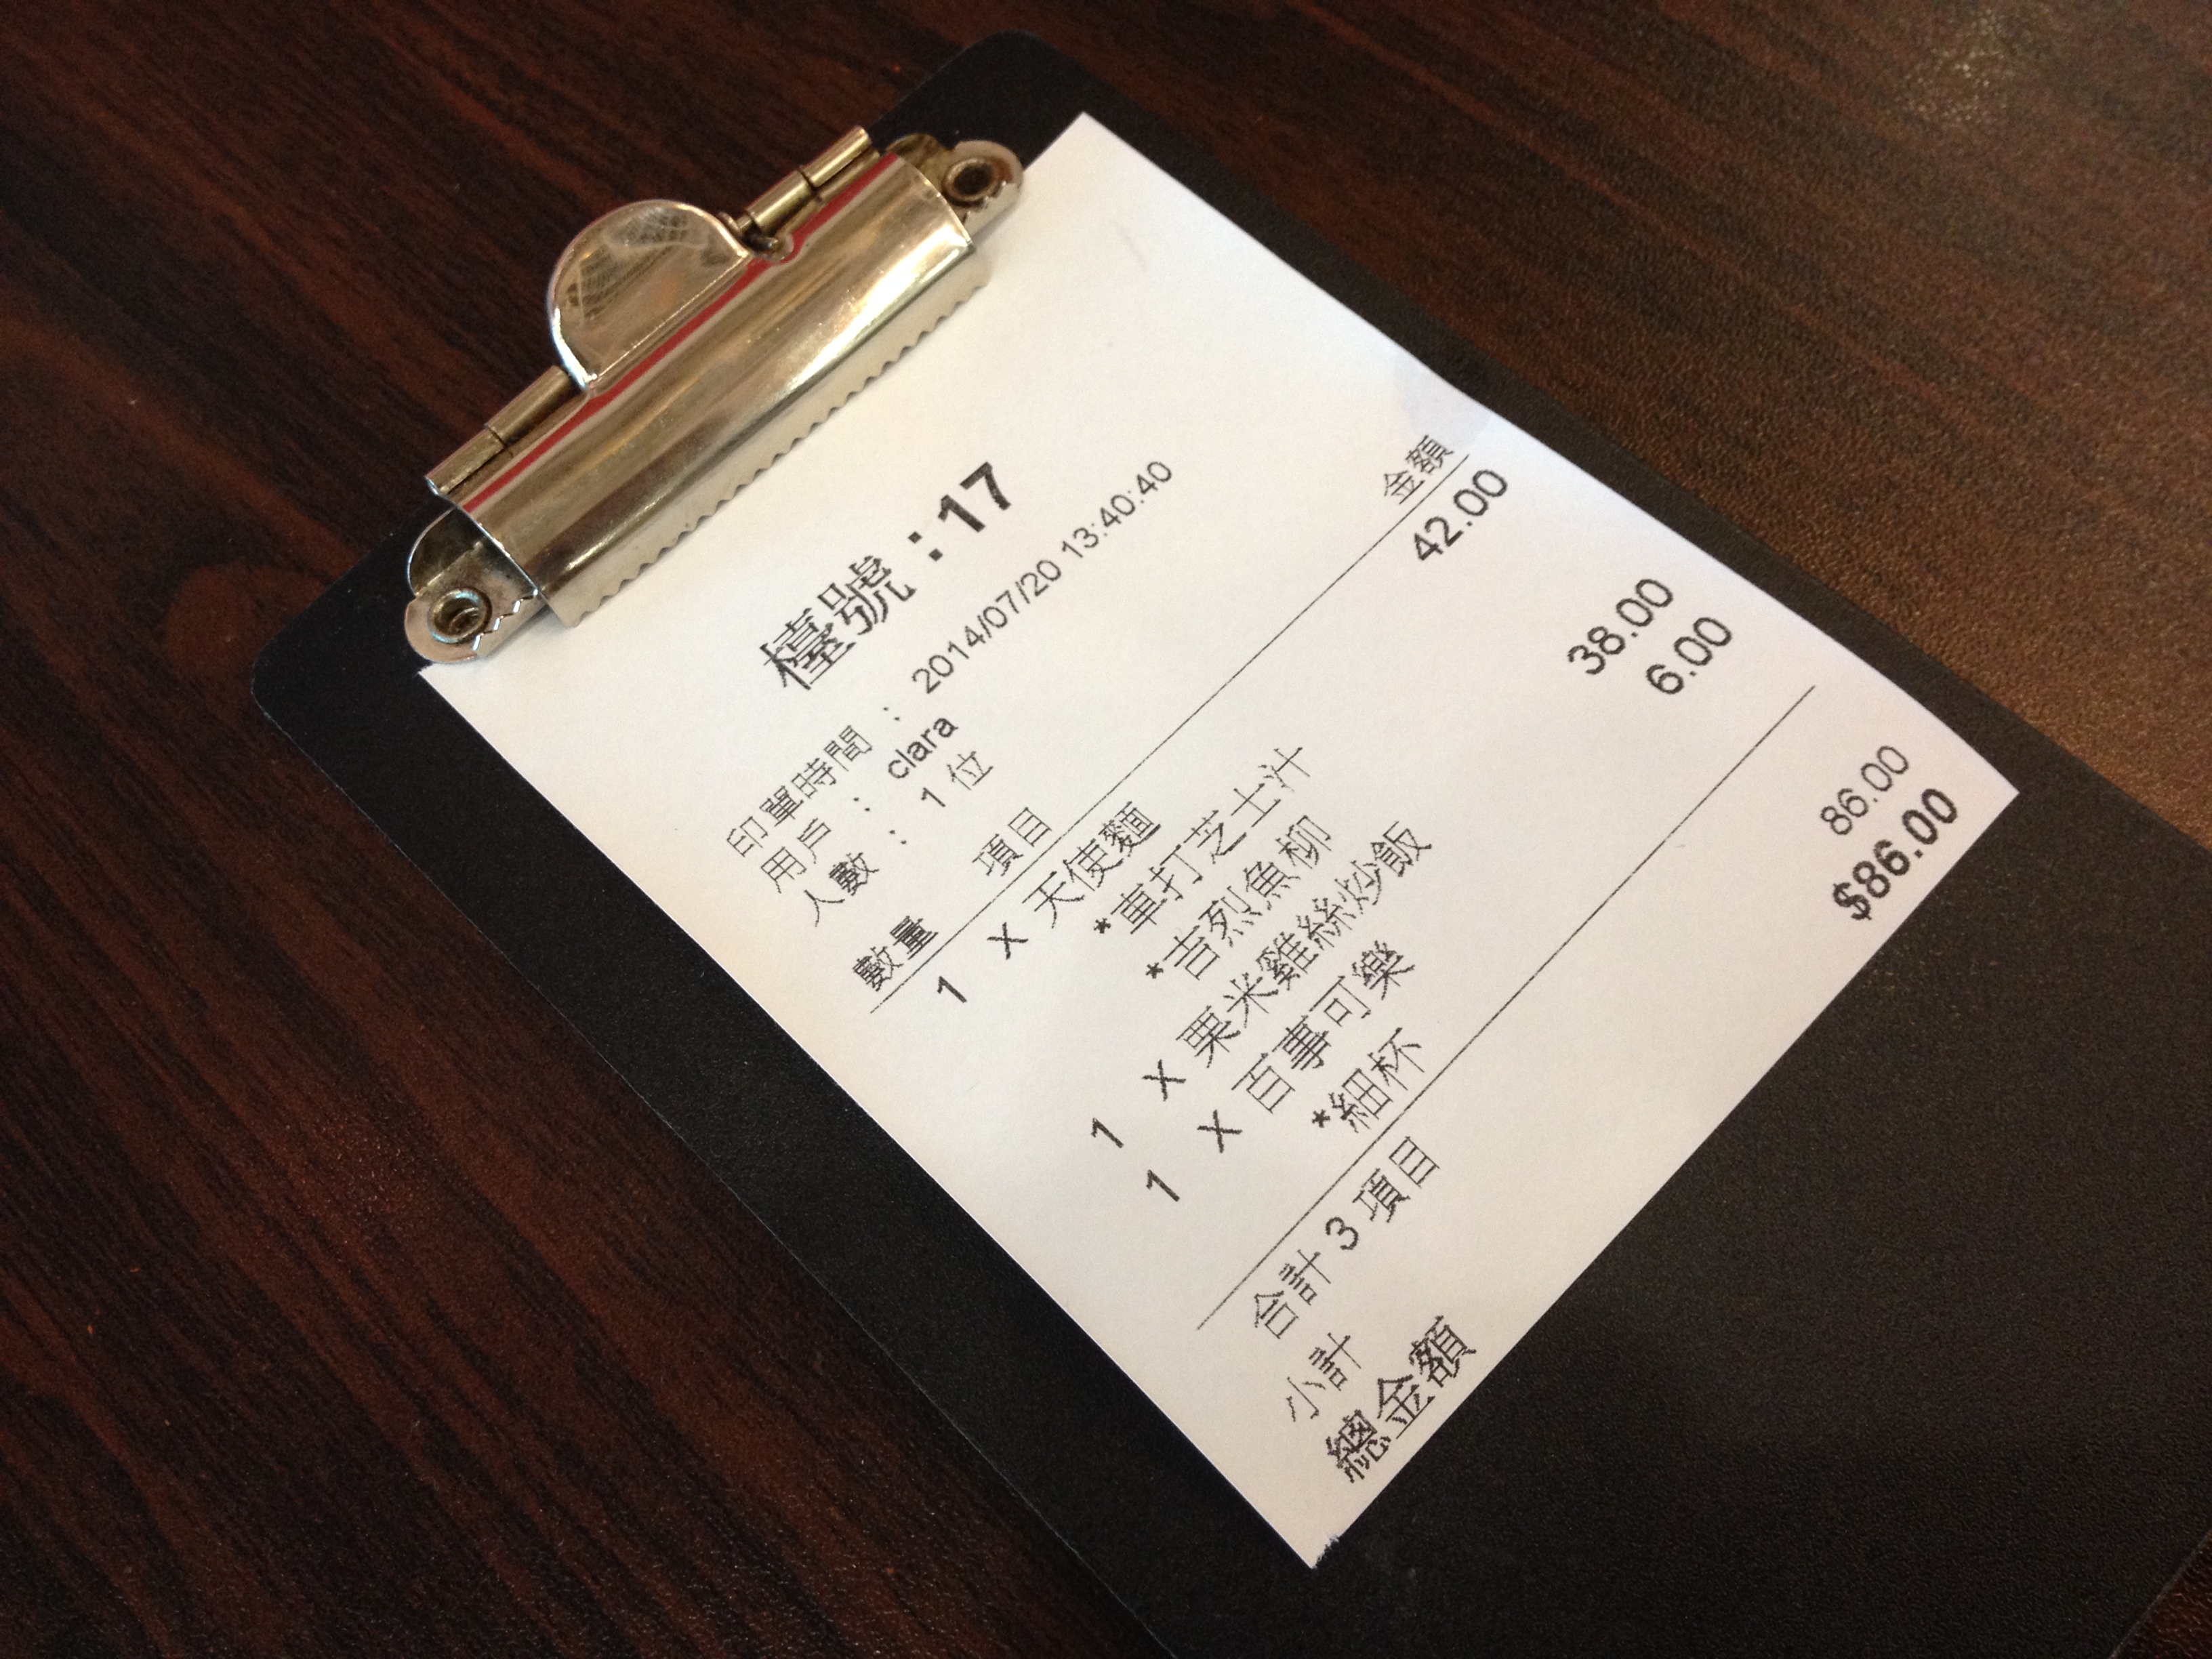 檯號：17
印單時間： 2014/07/20 13:40:40
用戶： clara
人數： 1 位
數量 項目 金額
1 X 天使麵 42.00
*車打芝士汁
*吉烈魚柳
1 X 粟米雞絲炒飯 38.00
1 X 百事可樂 6.00
*細杯
合計 3 項目
小計 86.00
總金額 $86.00